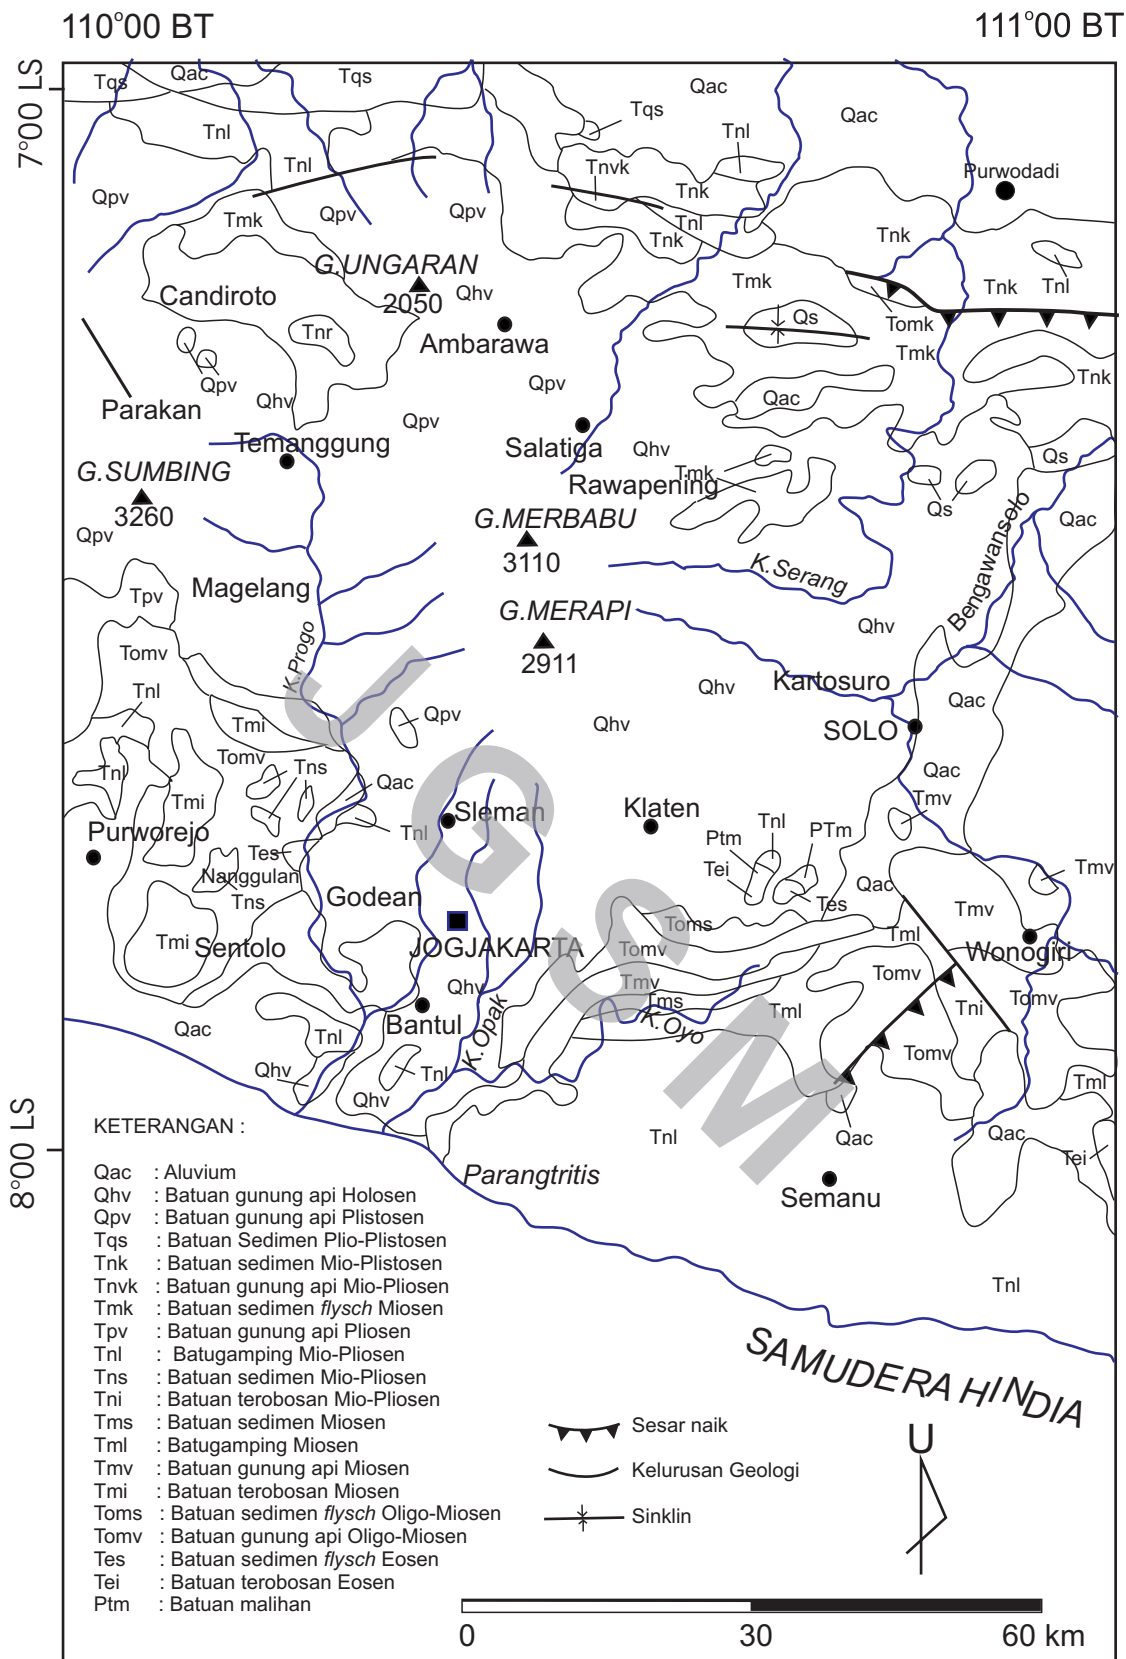 110°00 BT
111°00 BT
7°00 LS
Tqs
Qac
Tqs
Qac
Tqs
Qac
Tnl
Tnl
Tnl
Tnvk
Purwodadi
Qpv
Tmk
Qpv
Qpv
Tnk
Tnl
Tnk
Tnk
G.UNGARAN
2050
Qhv
Candiroto
Tmk
Tnk
Tnl
Tnr
Ambarawa
Qs
Tomk
Tmk
Qpv
Qpv
Tnk
Parakan
Qhv
Qpv
Qac
Temanggung
Salatiga
Qhv
Qs
G.SUMBING
3260
Tmk
Rawapening
Qs
Qac
Qpv
G.MERBABU
3110
Bengawansolo
Magelang
K.Serang
Tpv
G.MERAPI
2911
Qhv
Tomv
K.Progo
Kartosuro
Tnl
Qhv
Qac
Tmi
Qpv
Qhv
SOLO
Tomv
Tns
Tnl
Qac
Qac
Tmi
Tmv
Purworejo
Sleman
Klaten
Tnl
Tnl
PTm
Ptm
Tes
Nanggulan
Tei
Tmv
Tns
Godean
Tes
Qac
Tmv
Tmi
Sentolo
JOGJAKARTA
Toms
Tml
Wonogiri
Tomv
Tomv
Qhv
Tmv
Tms
Tni
Tomv
Qac
Bantul
K.Opak
K.Oyo
Tml
Tnl
Tomv
Qhv
Tnl
Tml
Qhv
J G S M
8°00 LS
Tnl
Qac
Qac
Tei
Parangtritis
Semanu
Tnl
SAMUDERA HINDIA
KETERANGAN :
Qac : Aluvium
Qhv : Batuan gunung api Holosen
Qpv : Batuan gunung api Plistosen
Tqs : Batuan Sedimen Plio-Plistosen
Tnk : Batuan sedimen Mio-Plistosen
Tnvk : Batuan gunung api Mio-Pliosen
Tmk : Batuan sedimen flysch Miosen
Tpv : Batuan gunung api Pliosen
Tnl : Batugamping Mio-Pliosen
Tns : Batuan sedimen Mio-Pliosen
Tni : Batuan terobosan Mio-Pliosen
Tms : Batuan sedimen Miosen
Tml : Batugamping Miosen
Tmv : Batuan gunung api Miosen
Tmi : Batuan terobosan Miosen
Toms : Batuan sedimen flysch Oligo-Miosen
Tomv : Batuan gunung api Oligo-Miosen
Tes : Batuan sedimen flysch Eosen
Tei : Batuan terobosan Eosen
Ptm : Batuan malihan
Sesar naik
Kelurusan Geologi
Sinklin
U
0 30 60 km